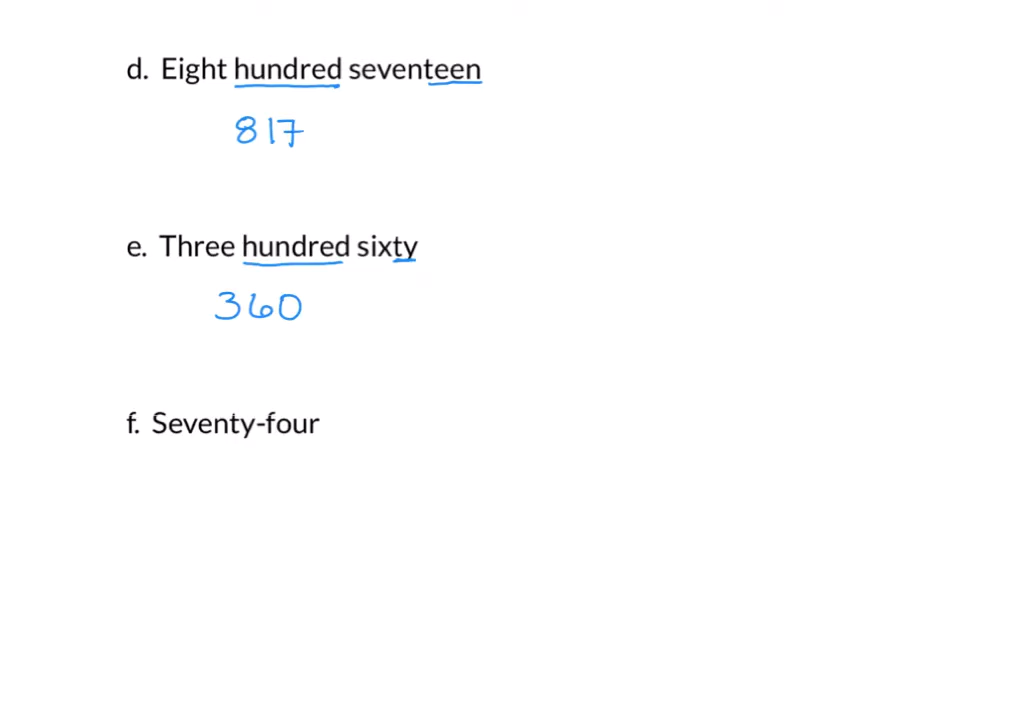 d. Eight hundred seventeen
817
e. Three hundred sixty
360
f. Seventy-four